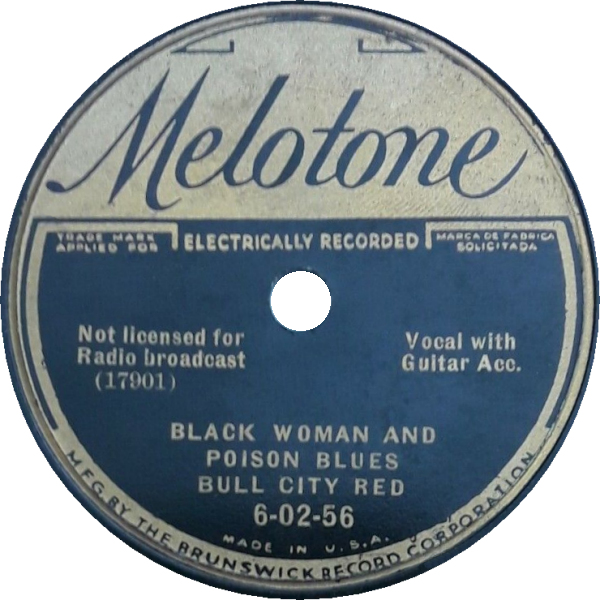 Melotone
TRADE MARK
APPLIED FOR
ELECTRICALLY RECORDED
MARCA DE FABRICA
SOLICITADA
Not licensed for
Radio broadcast
(17901)
Vocal with
Guitar Acc.
BLACK WOMAN AND
POISON BLUES
BULL CITY RED
6-02-56
MADE IN U.S.A.
MFG. BY THE BRUNSWICK RECORD CORPORATION